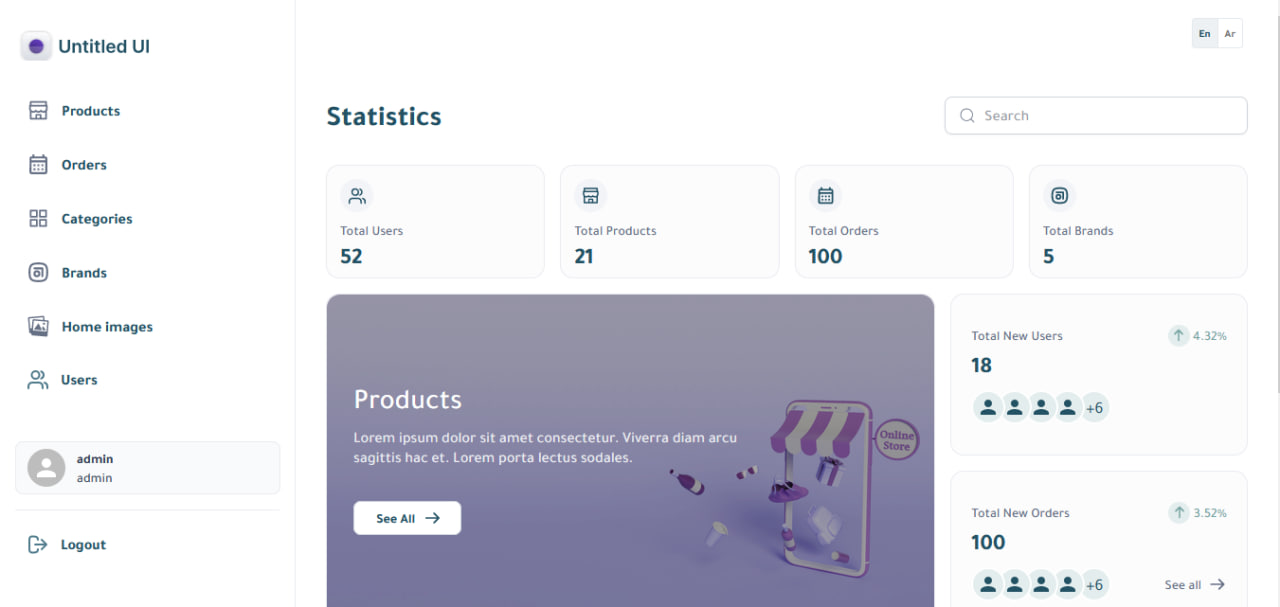 Untitled UI
Products
Orders
Categories
Brands
Home images
Users
admin
admin
Logout
En Ar
Statistics
Search
Total Users
52
Total Products
21
Total Orders
100
Total Brands
5
Products
Lorem ipsum dolor sit amet consectetur. Viverra diam arcu
sagittis hac et. Lorem porta lectus sodales.
See All
Online
Store
Total New Users
4.32%
18
+6
Total New Orders
3.52%
100
+6
See all